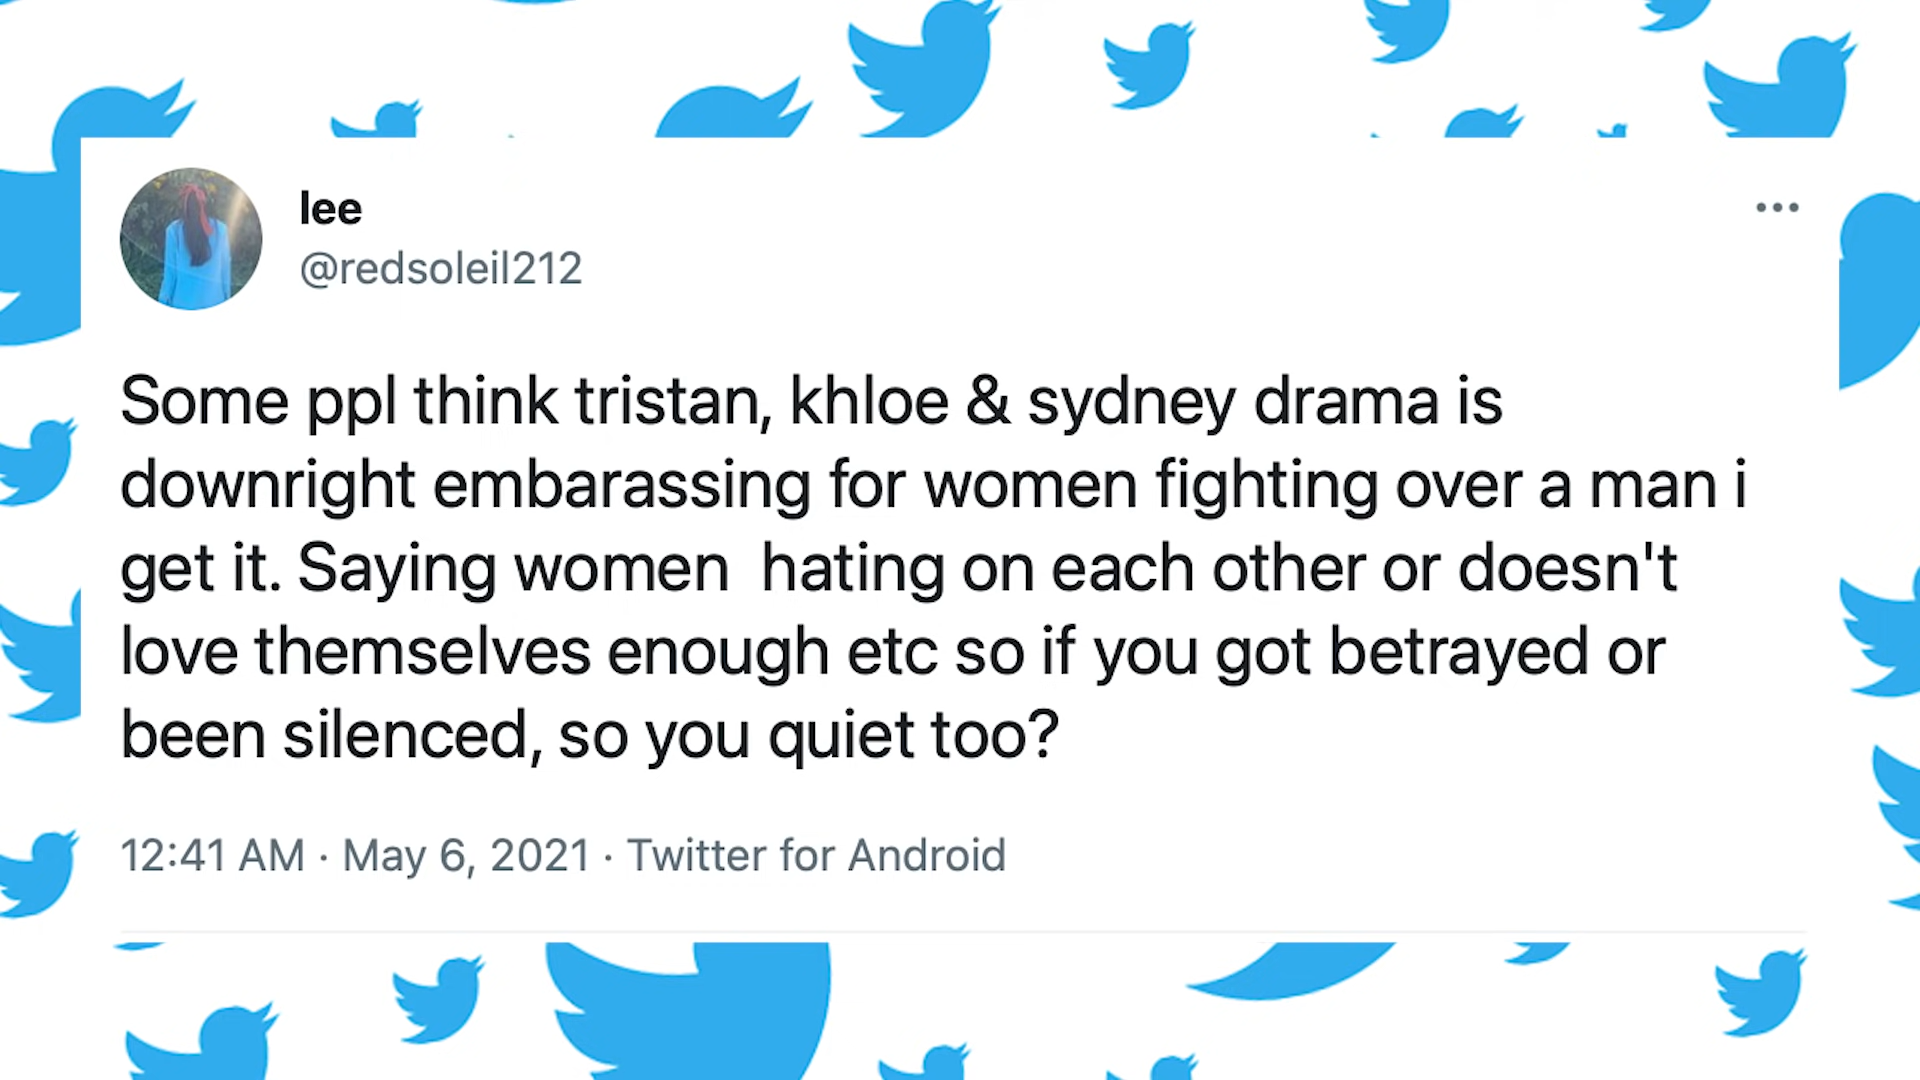 lee
@redsoleil212
Some ppl think tristan, khloe & sydney drama is
downright embarassing for women fighting over a man i
get it. Saying women  hating on each other or doesn't
love themselves enough etc so if you got betrayed or
been silenced, so you quiet too?
12:41 AM · May 6, 2021 · Twitter for Android